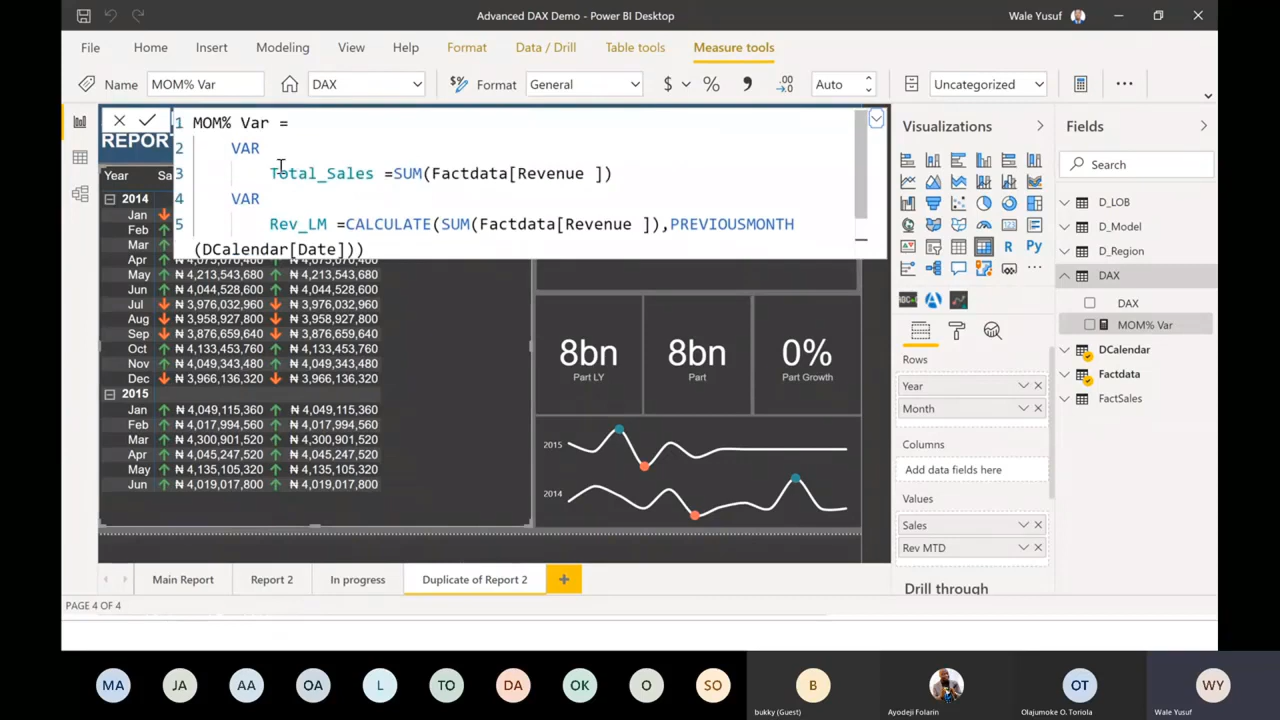 Advanced DAX Demo - Power BI Desktop
Wale Yusuf
File Home Insert Modeling View Help Format Data / Drill Table tools Measure tools
Name MOM% Var DAX Format General $ % , .00 Auto Uncategorized ...
1 MOM% Var =
2 VAR
3 Total_Sales =SUM(Factdata[Revenue ])
4 VAR
5 Rev_LM =CALCULATE(SUM(Factdata[Revenue ]),PREVIOUSMONTH
(DCalendar[Date]))
REPORT
Year Sa
2014
Jan
Feb
Mar
Apr
May ₦ 4,213,543,680 ₦ 4,213,543,680
Jun ₦ 4,044,528,600 ₦ 4,044,528,600
Jul ₦ 3,976,032,960 ₦ 3,976,032,960
Aug ₦ 3,958,927,800 ₦ 3,958,927,800
Sep ₦ 3,876,659,640 ₦ 3,876,659,640
Oct ₦ 4,133,453,760 ₦ 4,133,453,760
Nov ₦ 4,049,343,480 ₦ 4,049,343,480
Dec ₦ 3,966,136,320 ₦ 3,966,136,320
2015
Jan ₦ 4,049,115,360 ₦ 4,049,115,360
Feb ₦ 4,017,994,560 ₦ 4,017,994,560
Mar ₦ 4,300,901,520 ₦ 4,300,901,520
Apr ₦ 4,045,247,520 ₦ 4,045,247,520
May ₦ 4,135,105,320 ₦ 4,135,105,320
Jun ₦ 4,019,017,800 ₦ 4,019,017,800
8bn 8bn 0%
Part LY Part Part Growth
2015
2014
Visualizations
R Py
...
Rows
Year
Month
Columns
Add data fields here
Values
Sales
Rev MTD
Drill through
Fields
Search
D_LOB
D_Model
D_Region
DAX
DAX
MOM% Var
DCalendar
Factdata
FactSales
Main Report Report 2 In progress Duplicate of Report 2 +
PAGE 4 OF 4
MA JA AA OA L TO DA OK O SO B OT WY
bukky (Guest) Ayodeji Folarin Olajumoke O. Toriola Wale Yusuf